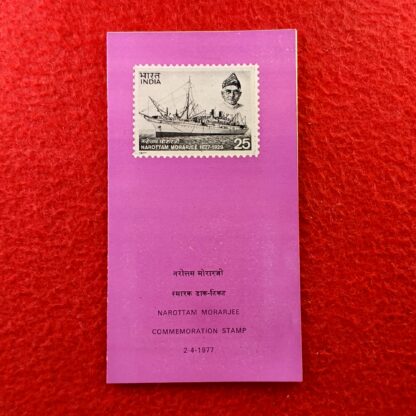 भारत
INDIA
नरोत्तम मोरारजी
NAROTTAM MORARJEE 1877-1929
25
नरोत्तम मोरारजी
स्मारक डाक-टिकट
NAROTTAM MORARJEE
COMMEMORATION STAMP
2-4-1977